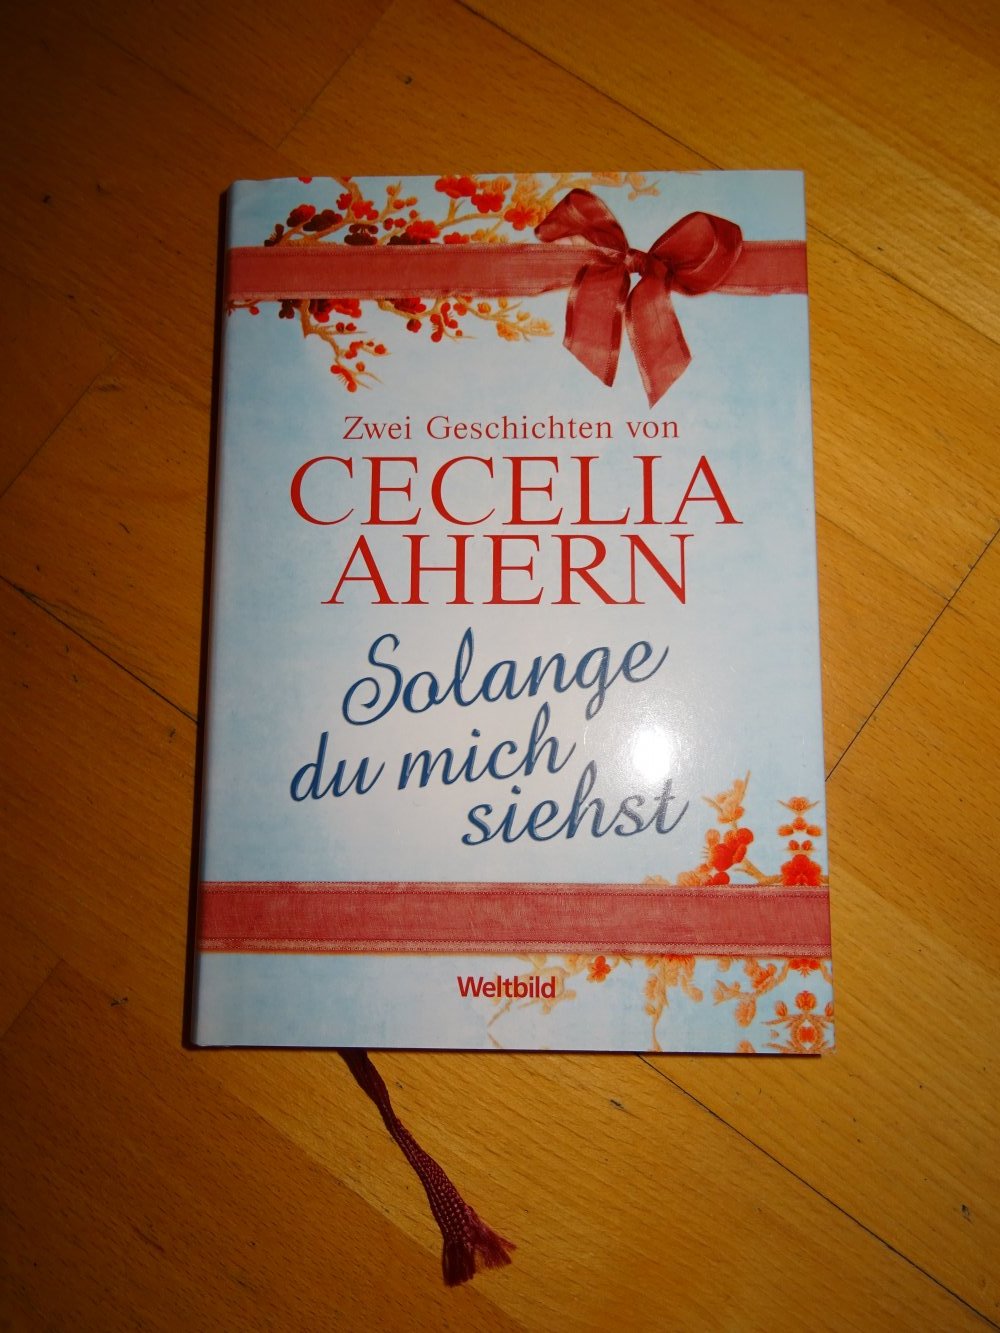 Zwei Geschichten von
CECELIA
AHERN
Solange
du mich
siehst
Weltbild